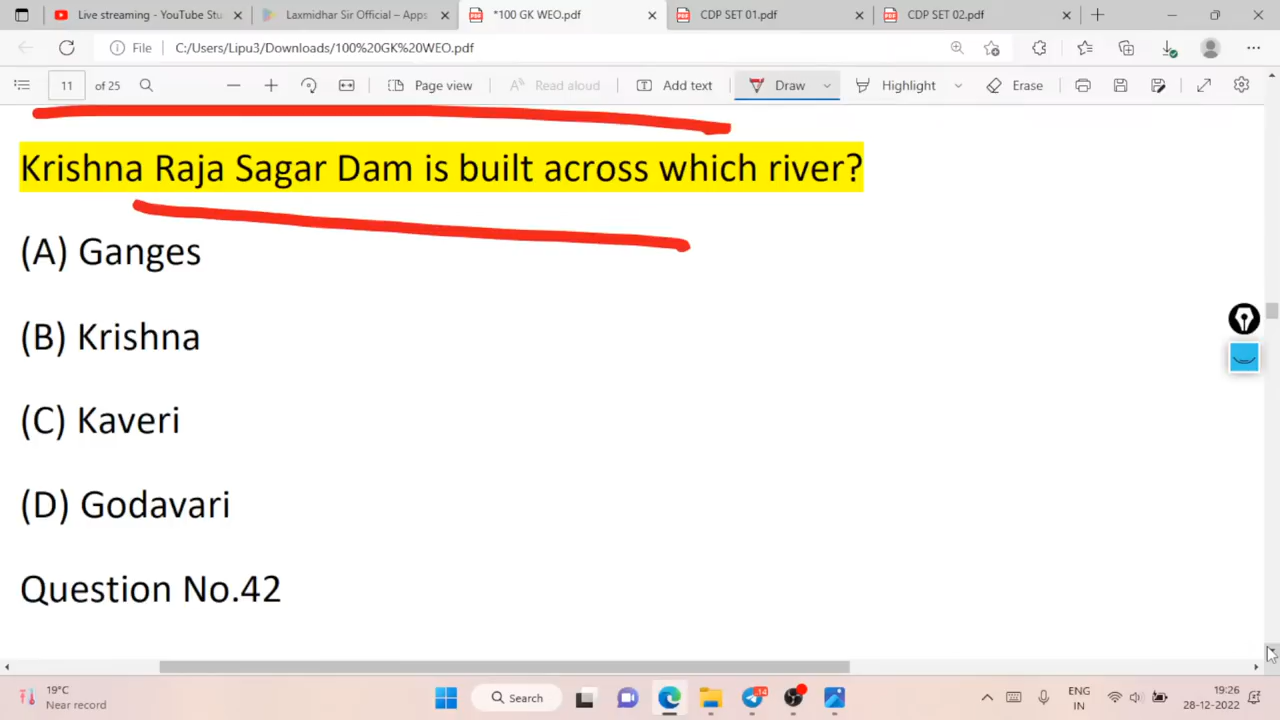 Live streaming - YouTube Stu
Laxmidhar Sir Official – Apps
*100 GK WEO.pdf
CDP SET 01.pdf
CDP SET 02.pdf
File
C:/Users/Lipu3/Downloads/100%20GK%20WEO.pdf
11 of 25
Page view
Read aloud
Add text
Draw
Highlight
Erase
Krishna Raja Sagar Dam is built across which river?
(A) Ganges
(B) Krishna
(C) Kaveri
(D) Godavari
Question No.42
19°C
Near record
Search
14
ENG
IN
19:26
28-12-2022